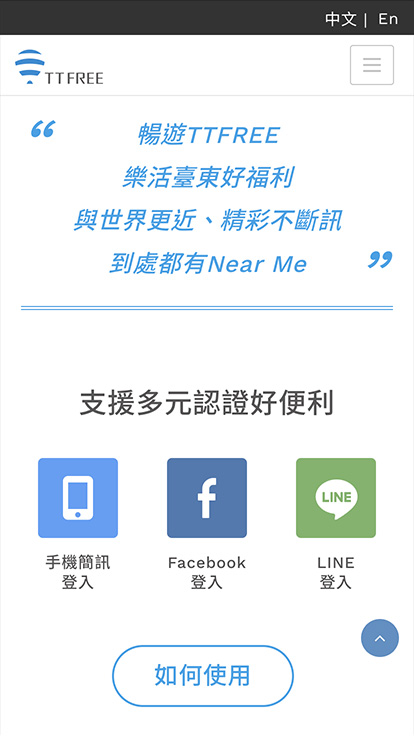 中文 | En
TTFREE
“ 暢遊TTFREE
樂活臺東好福利
與世界更近、精彩不斷訊
到處都有Near Me ”
支援多元認證好便利
LINE
手機簡訊 Facebook LINE
登入 登入 登入
如何使用